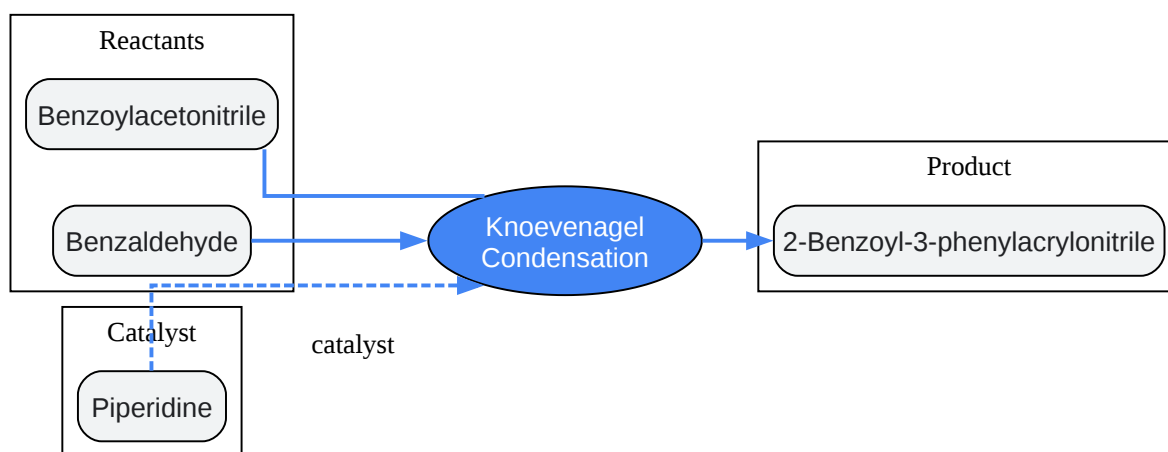 Reactants
Benzoylacetonitrile
Benzaldehyde
Knoevenagel
Condensation
Product
2-Benzoyl-3-phenylacrylonitrile
Catalyst
catalyst
Piperidine